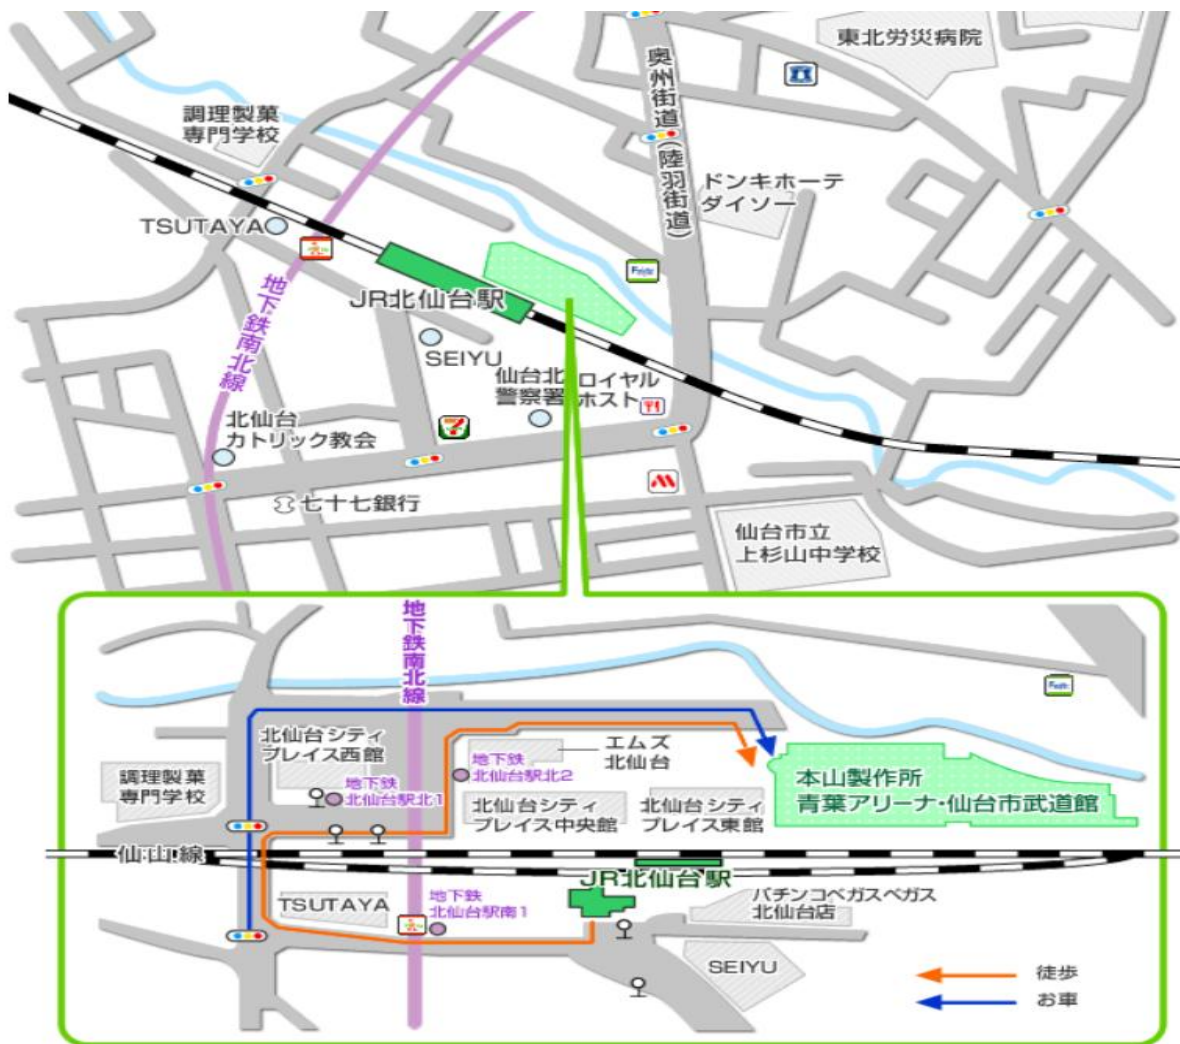 東北労災病院
奥州街道(陸羽街道)
調理製菓
専門学校
ドンキホーテ
ダイソー
TSUTAYA
地下鉄南北線
JR北仙台駅
SEIYU
仙台北
警察署
ロイヤル
ホスト
北仙台
カトリック教会
七十七銀行
仙台市立
上杉山中学校
地下鉄南北線
北仙台シティ
プレイス西館
エムズ
北仙台
調理製菓
専門学校
地下鉄
北仙台駅北1
地下鉄
北仙台駅北2
北仙台シティ
プレイス中央館
北仙台シティ
プレイス東館
本山製作所
青葉アリーナ・仙台市武道館
仙山線
JR北仙台駅
TSUTAYA
地下鉄
北仙台駅南1
パチンコベガスベガス
北仙台店
SEIYU
徒歩
お車